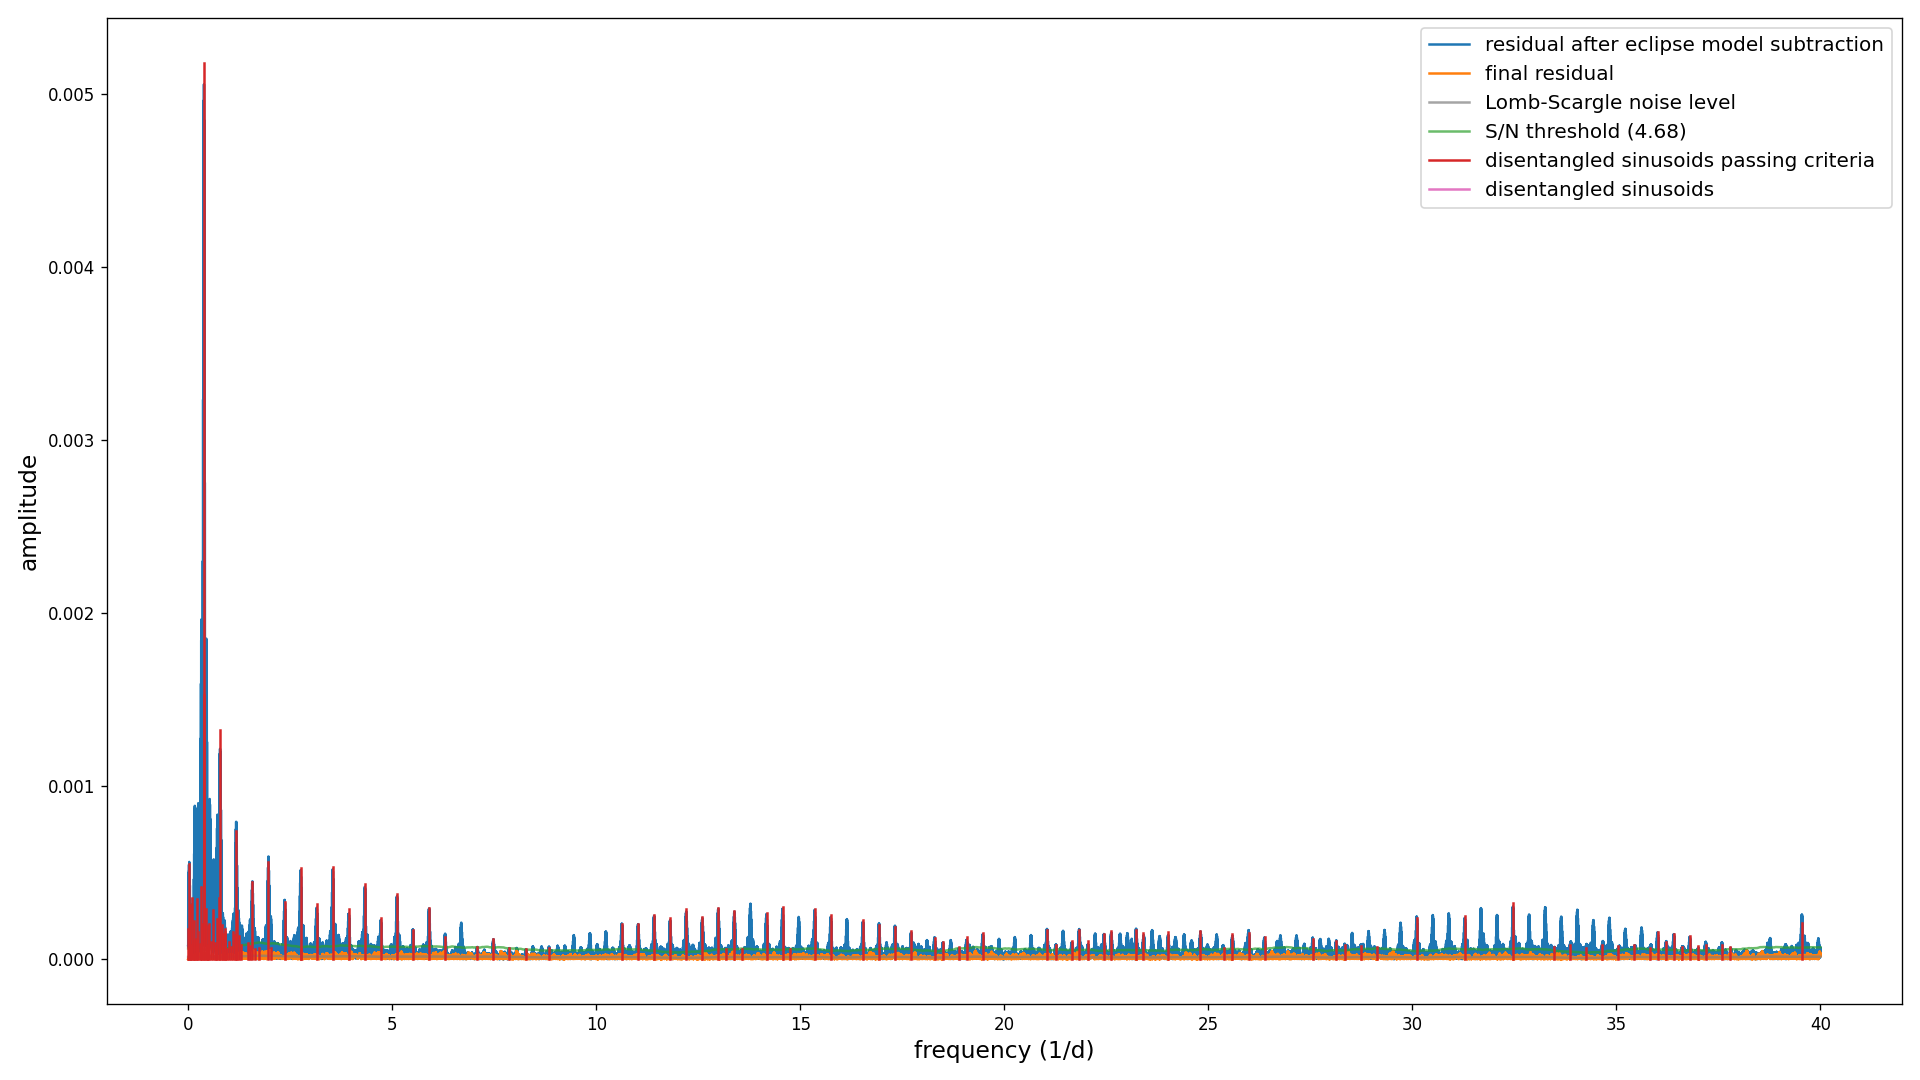 residual after eclipse model subtraction
final residual
Lomb-Scargle noise level
S/N threshold (4.68)
disentangled sinusoids passing criteria
disentangled sinusoids
0.005
0.004
0.003
0.002
0.001
0.000
amplitude
0 5 10 15 20 25 30 35 40
frequency (1/d)